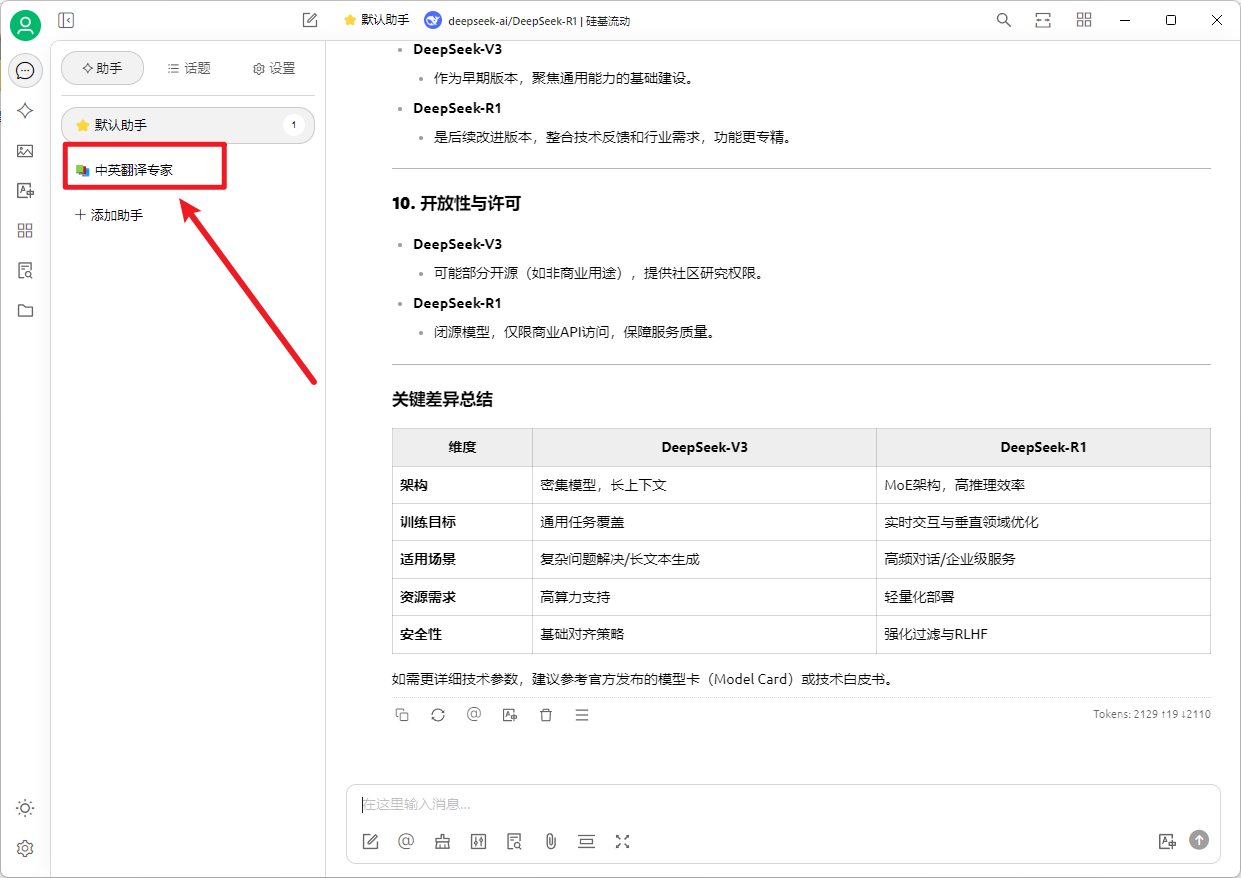 默认助手 deepseek-ai/DeepSeek-R1 | 硅基流动
助手 话题 设置
默认助手 1
中英翻译专家
添加助手
DeepSeek-V3
作为早期版本，聚焦通用能力的基础建设。
DeepSeek-R1
是后续改进版本，整合技术反馈和行业需求，功能更专精。
10. 开放性与许可
DeepSeek-V3
可能部分开源（如非商业用途），提供社区研究权限。
DeepSeek-R1
闭源模型，仅限商业API访问，保障服务质量。
关键差异总结
维度 DeepSeek-V3 DeepSeek-R1
架构 密集模型，长上下文 MoE架构，高推理效率
训练目标 通用任务覆盖 实时交互与垂直领域优化
适用场景 复杂问题解决/长文本生成 高频对话/企业级服务
资源需求 高算力支持 轻量化部署
安全性 基础对齐策略 强化过滤与RLHF
如需更详细技术参数，建议参考官方发布的模型卡（Model Card）或技术白皮书。
Tokens: 2129 ↑19 ↓2110
在这里输入消息...